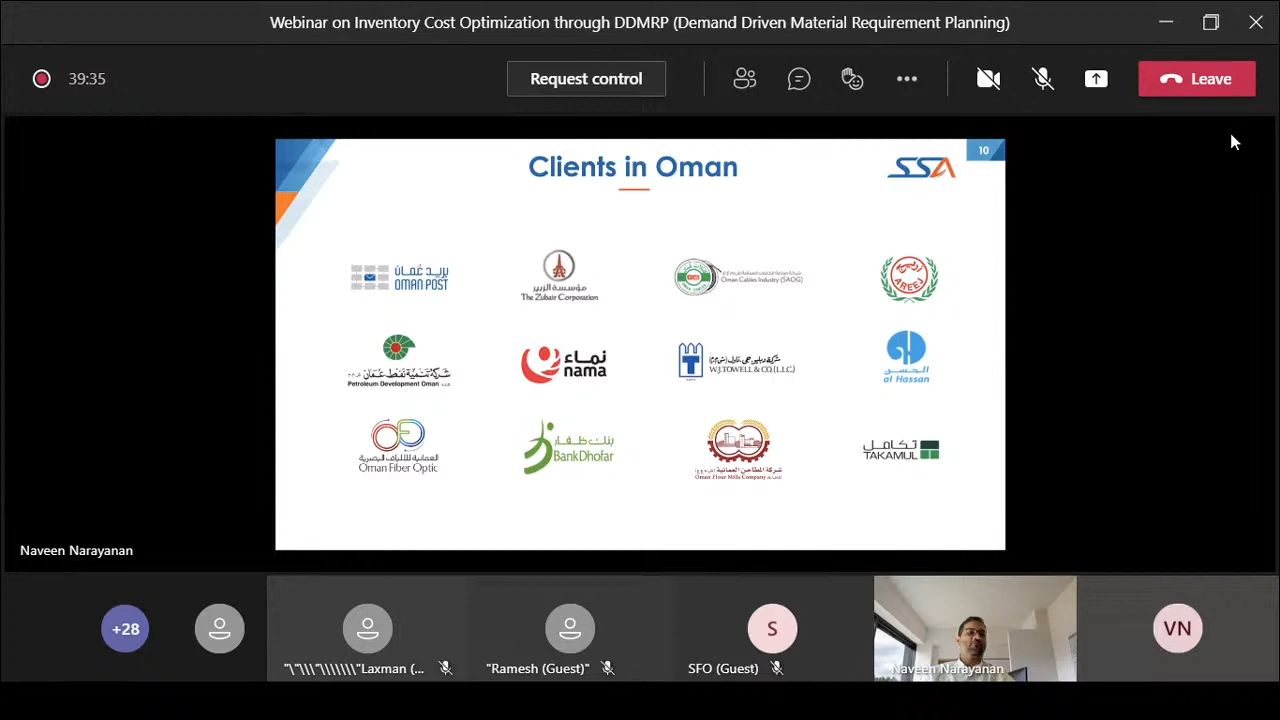 Webinar on Inventory Cost Optimization through DDMRP (Demand Driven Material Requirement Planning)
39:35
Request control
Leave
Clients in Oman
SSA
10
بريد عُمان
OMAN POST
مؤسسة الزبير
The Zubair Corporation
Oman Cables Industry (SAOG)
أريج
AREEJ
شركة تنمية نفط عُمان ش.م.م
Petroleum Development Oman L.L.C
نماء
nama
W.J.TOWELL & CO.(L.L.C.)
الحسن
al Hassan
العمانية للألياف البصرية
Oman Fiber Optic
بنك ظفار
BankDhofar
شركة المطاحن العمانية (ش.م.ع.ع)
Oman Flour Mills Company
تكامل
TAKAMUL
Naveen Narayanan
+28
"\"\\\"\\\\\\\"Laxman (...
"Ramesh (Guest)"
S
SFO (Guest)
Naveen Narayanan
VN